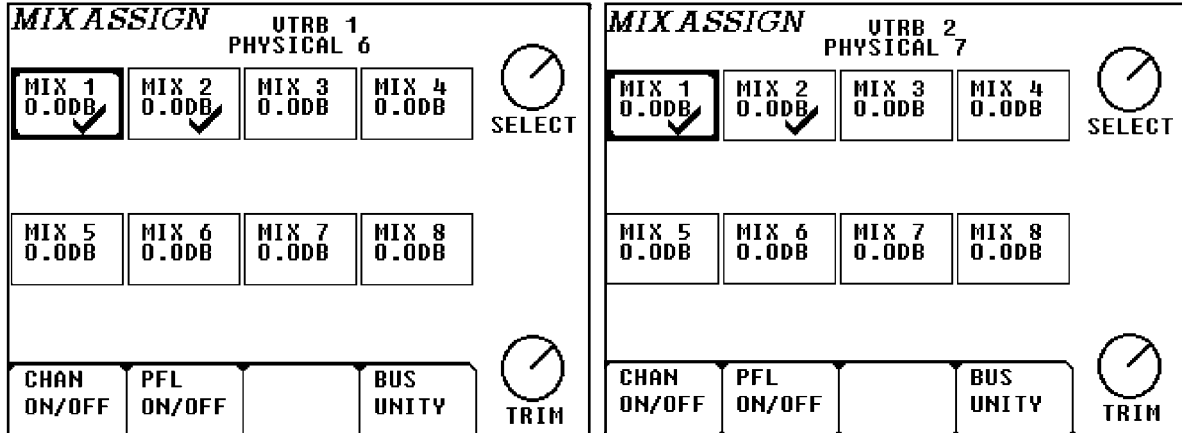 MIX ASSIGN
VTRB 1
PHYSICAL 6
MIX 1 MIX 2 MIX 3 MIX 4
0.0DB 0.0DB 0.0DB 0.0DB
SELECT
MIX 5 MIX 6 MIX 7 MIX 8
0.0DB 0.0DB 0.0DB 0.0DB
CHAN PFL BUS
ON/OFF ON/OFF UNITY
TRIM
MIX ASSIGN
VTRB 2
PHYSICAL 7
MIX 1 MIX 2 MIX 3 MIX 4
0.0DB 0.0DB 0.0DB 0.0DB
SELECT
MIX 5 MIX 6 MIX 7 MIX 8
0.0DB 0.0DB 0.0DB 0.0DB
CHAN PFL BUS
ON/OFF ON/OFF UNITY
TRIM